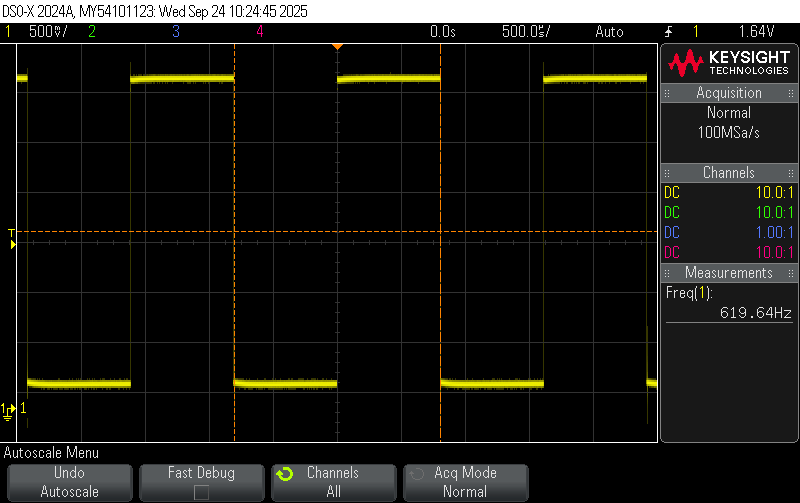 DSO-X 2024A, MY54101123: Wed Sep 24 10:24:45 2025
1 500mV/ 2 3 4 0.0s 500.0us/ Auto 1 1.64V
KEYSIGHT
TECHNOLOGIES
Acquisition
Normal
100MSa/s
Channels
DC 10.0:1
DC 10.0:1
DC 1.00:1
DC 10.0:1
Measurements
Freq(1):
619.64Hz
T
1 1
Autoscale Menu
Undo
Autoscale
Fast Debug
Channels
All
Acq Mode
Normal